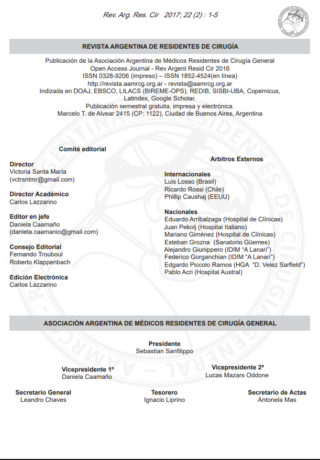 Rev. Arg. Res. Cir 2017; 22 (2) : 1-5
REVISTA ARGENTINA DE RESIDENTES DE CIRUGÍA
Publicación de la Asociación Argentina de Médicos Residentes de Cirugía General
Open Access Journal - Rev Argent Resid Cir 2016
ISSN 0328-9206 (impreso) – ISSN 1852-4524(en línea)
http://revista.aamrcg.org.ar - revista@aamrcg.org.ar
Indizada en DOAJ, EBSCO, LILACS (BIREME-OPS), REDIB, SISBI-UBA, Copernicus,
Latindex, Google Scholar,
Publicación semestral gratuita, impresa y electrónica.
Marcelo T. de Alvear 2415 (CP: 1122), Ciudad de Buenos Aires, Argentina
Comité editorial
Director
Victoria Santa María
(vctrsntmr@gmail.com)
Director Académico
Carlos Lazzarino
Editor en jefe
Daniela Caamaño
(daniela.caamanio@gmail.com)
Consejo Editorial
Fernando Trouboul
Roberto Klappenbach
Edición Electrónica
Carlos Lazzarino
Arbitros Externos
Internacionales
Luis Losso (Brasil)
Ricardo Rossi (Chile)
Phillip Caushaj (EEUU)
Nacionales
Eduardo Arribalzaga (Hospital de Clínicas)
Juan Pekolj (Hospital Italiano)
Mariano Giménez (Hospital de Clínicas)
Esteban Grozna (Sanatorio Güemes)
Alejandro Giunippero (IDIM "A Lanari")
Federico Gorganchian (IDIM "A Lanari")
Edgardo Piccolo Ramos (HGA "D. Velez Sarfield")
Pablo Acri (Hospital Austral)
ASOCIACIÓN ARGENTINA DE MÉDICOS RESIDENTES DE CIRUGÍA GENERAL
Presidente
Sebastian Sanfilippo
Vicepresidente 1º
Daniela Caamaño
Vicepresidente 2º
Lucas Mazars Oddone
Secretario General
Leandro Chaves
Tesorero
Ignacio Liprino
Secretario de Actas
Antonela Mas